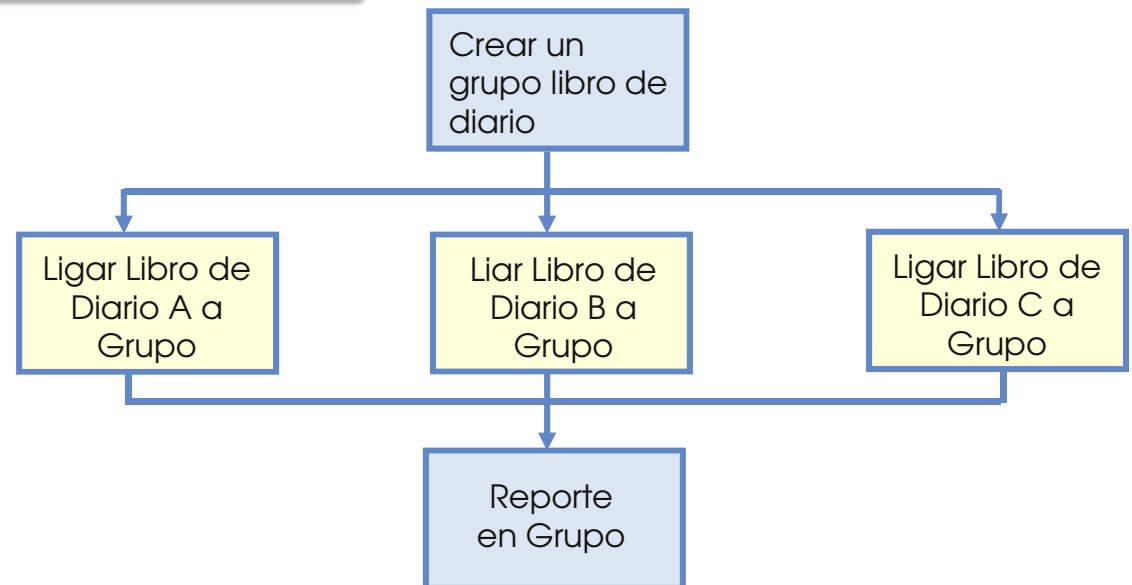 Crear un
grupo libro de
diario
Ligar Libro de
Diario A a
Grupo
Liar Libro de
Diario B a
Grupo
Ligar Libro de
Diario C a
Grupo
Reporte
en Grupo